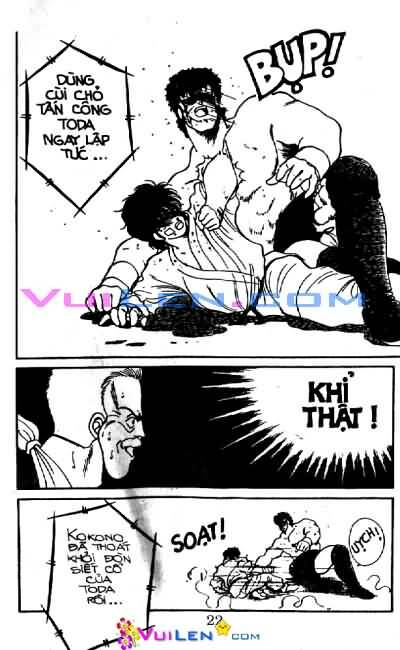 BỤP!
DŨNG
CÙI CHỎ
TẤN CÔNG
TODA
NGAY LẬP
TỨC ...
VUILEN.COM
KHỈ
THẬT !
SOẠT!
UỴCH!
KOKONO
ĐÃ THOÁT
KHỎI ĐÒN
SIẾT CỔ
CỦA
TODA
RỒI ...
22
VUILEN.COM